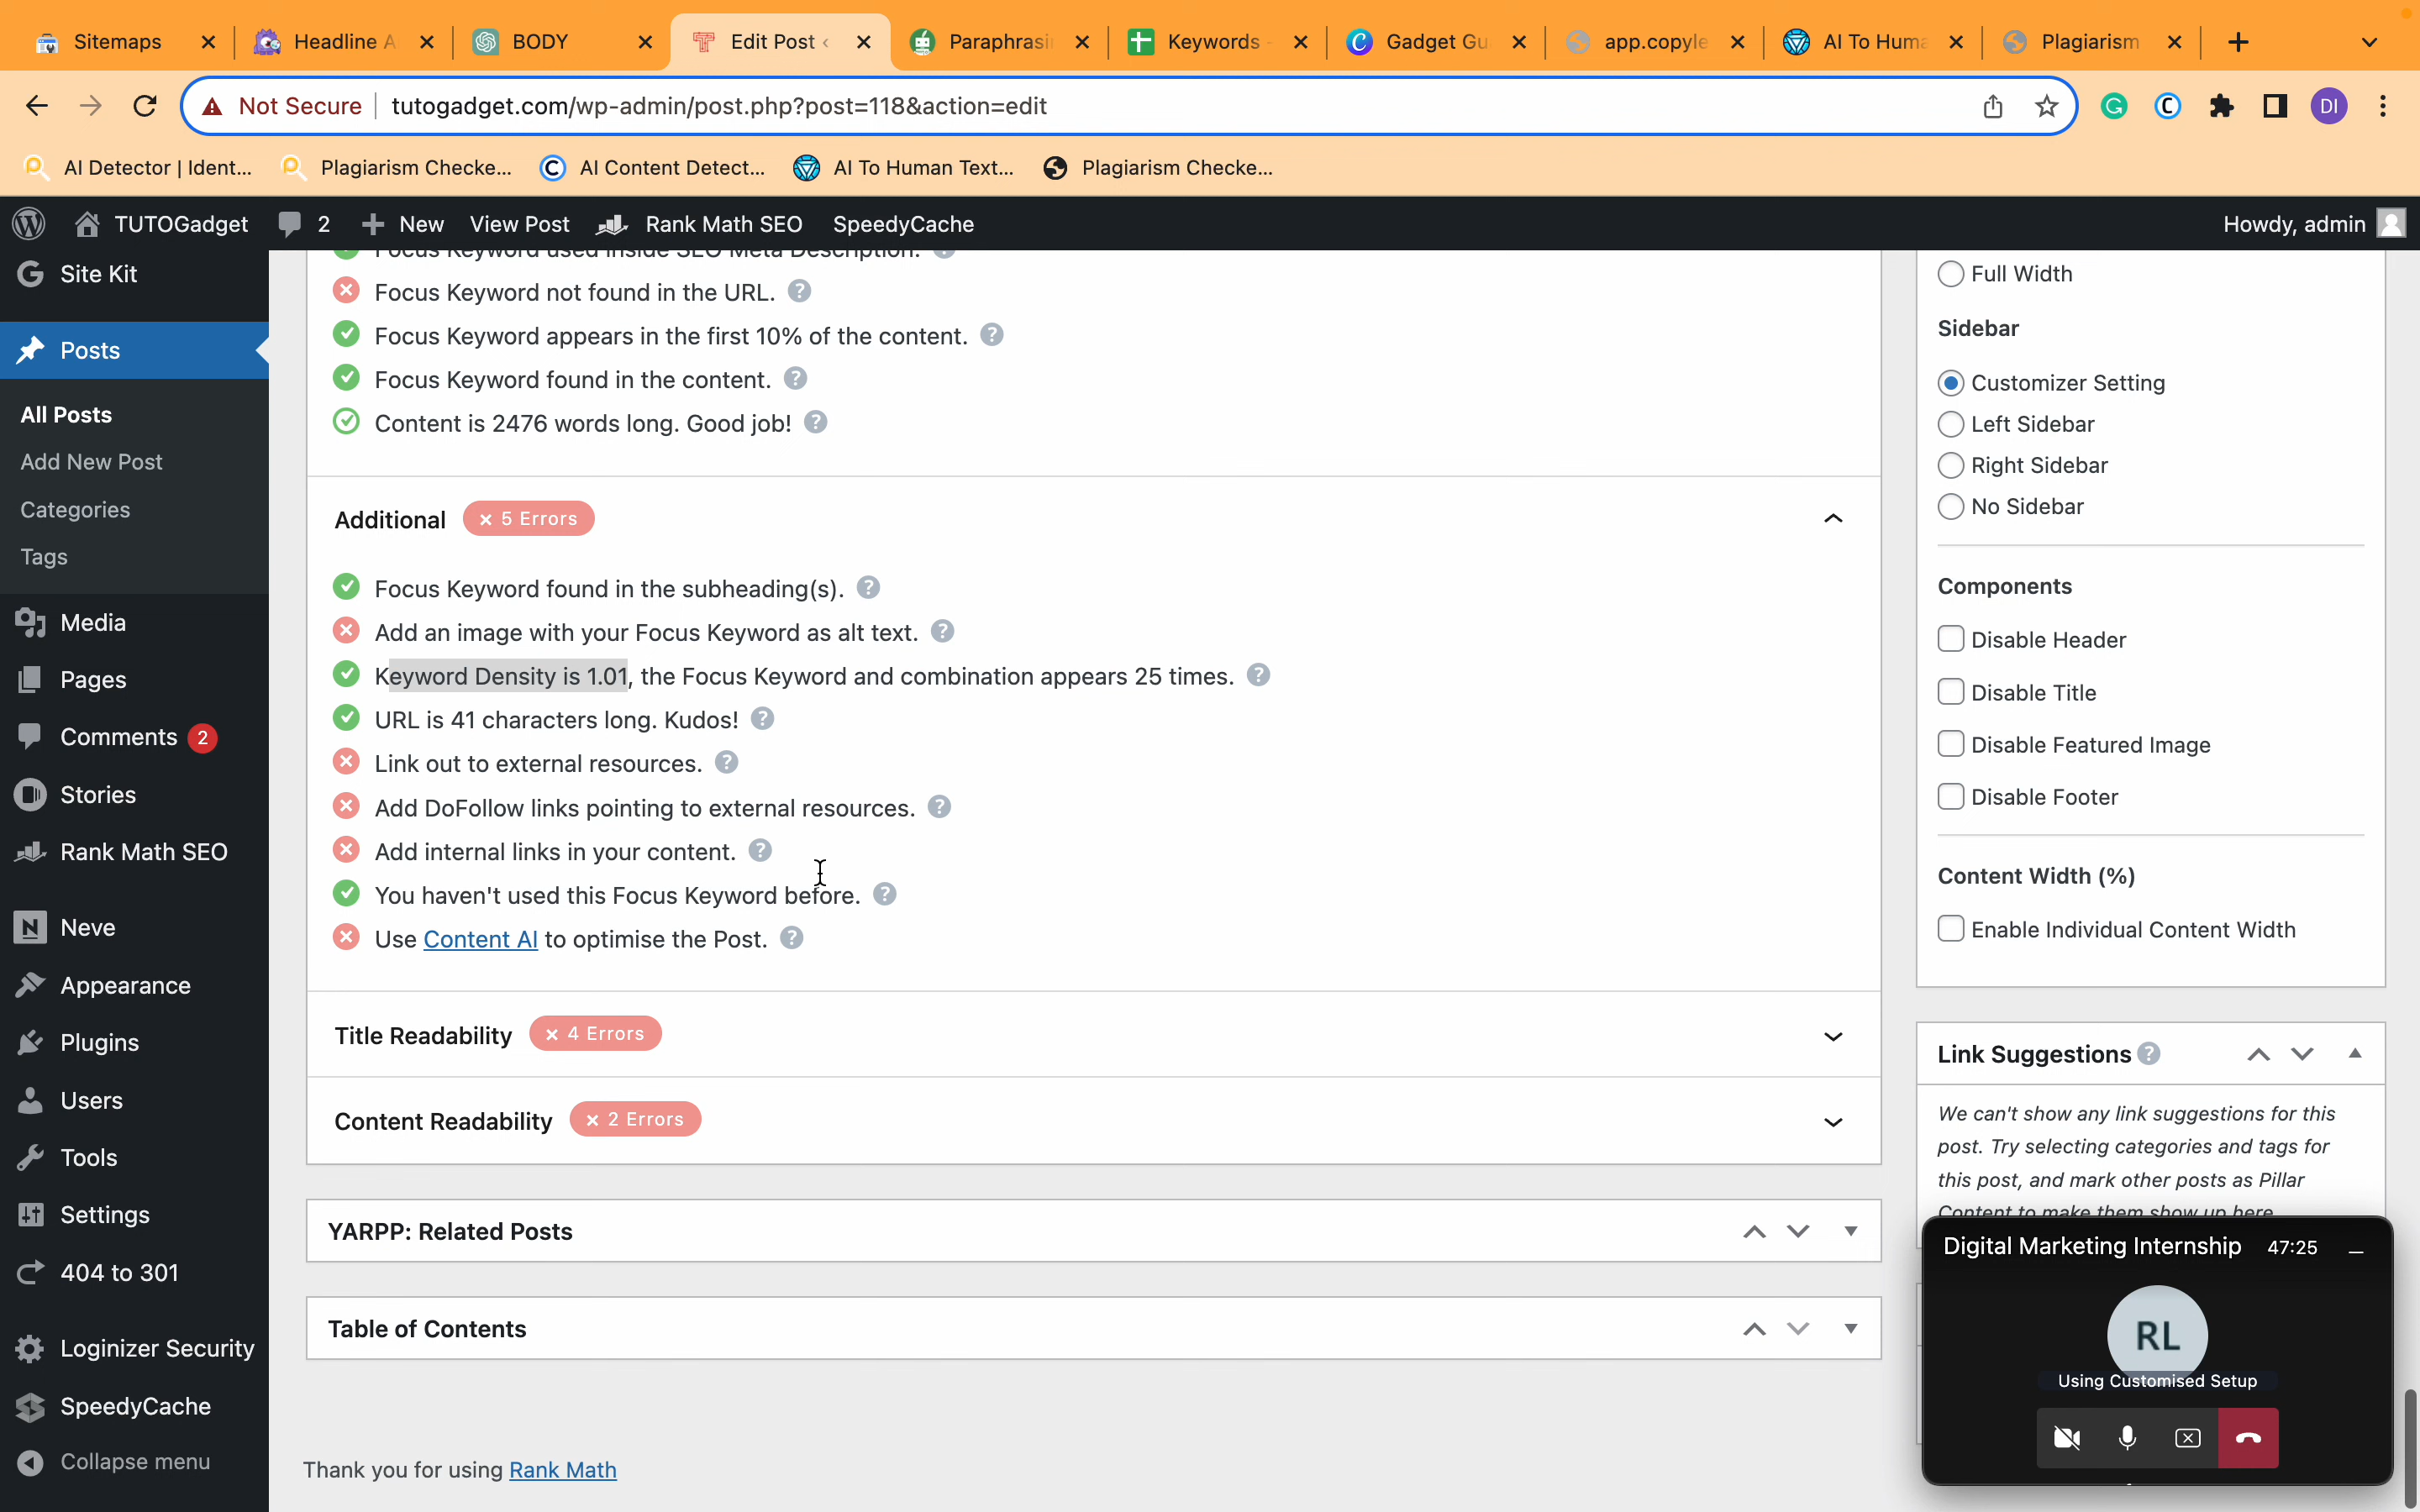 Sitemaps
Headline A
BODY
Edit Post ‹
Paraphrasi
Keywords -
Gadget Gu
app.copyle
AI To Huma
Plagiarism
Not Secure
tutogadget.com/wp-admin/post.php?post=118&action=edit
DI
AI Detector | Ident...
Plagiarism Checke...
AI Content Detect...
AI To Human Text...
Plagiarism Checke...
TUTOGadget
2
New
View Post
Rank Math SEO
SpeedyCache
Howdy, admin
Site Kit
Posts
All Posts
Add New Post
Categories
Tags
Media
Pages
Comments 2
Stories
Rank Math SEO
Neve
Appearance
Plugins
Users
Tools
Settings
404 to 301
Loginizer Security
SpeedyCache
Collapse menu
Focus Keyword used inside SEO Meta Description.
Focus Keyword not found in the URL.
Focus Keyword appears in the first 10% of the content.
Focus Keyword found in the content.
Content is 2476 words long. Good job!
Additional × 5 Errors
Focus Keyword found in the subheading(s).
Add an image with your Focus Keyword as alt text.
Keyword Density is 1.01, the Focus Keyword and combination appears 25 times.
URL is 41 characters long. Kudos!
Link out to external resources.
Add DoFollow links pointing to external resources.
Add internal links in your content.
You haven't used this Focus Keyword before.
Use Content AI to optimise the Post.
Title Readability × 4 Errors
Content Readability × 2 Errors
YARPP: Related Posts
Table of Contents
Thank you for using Rank Math
Full Width
Sidebar
Customizer Setting
Left Sidebar
Right Sidebar
No Sidebar
Components
Disable Header
Disable Title
Disable Featured Image
Disable Footer
Content Width (%)
Enable Individual Content Width
Link Suggestions
We can't show any link suggestions for this
post. Try selecting categories and tags for
this post, and mark other posts as Pillar
Content to make them show up here.
Digital Marketing Internship 47:25
RL
Using Customised Setup